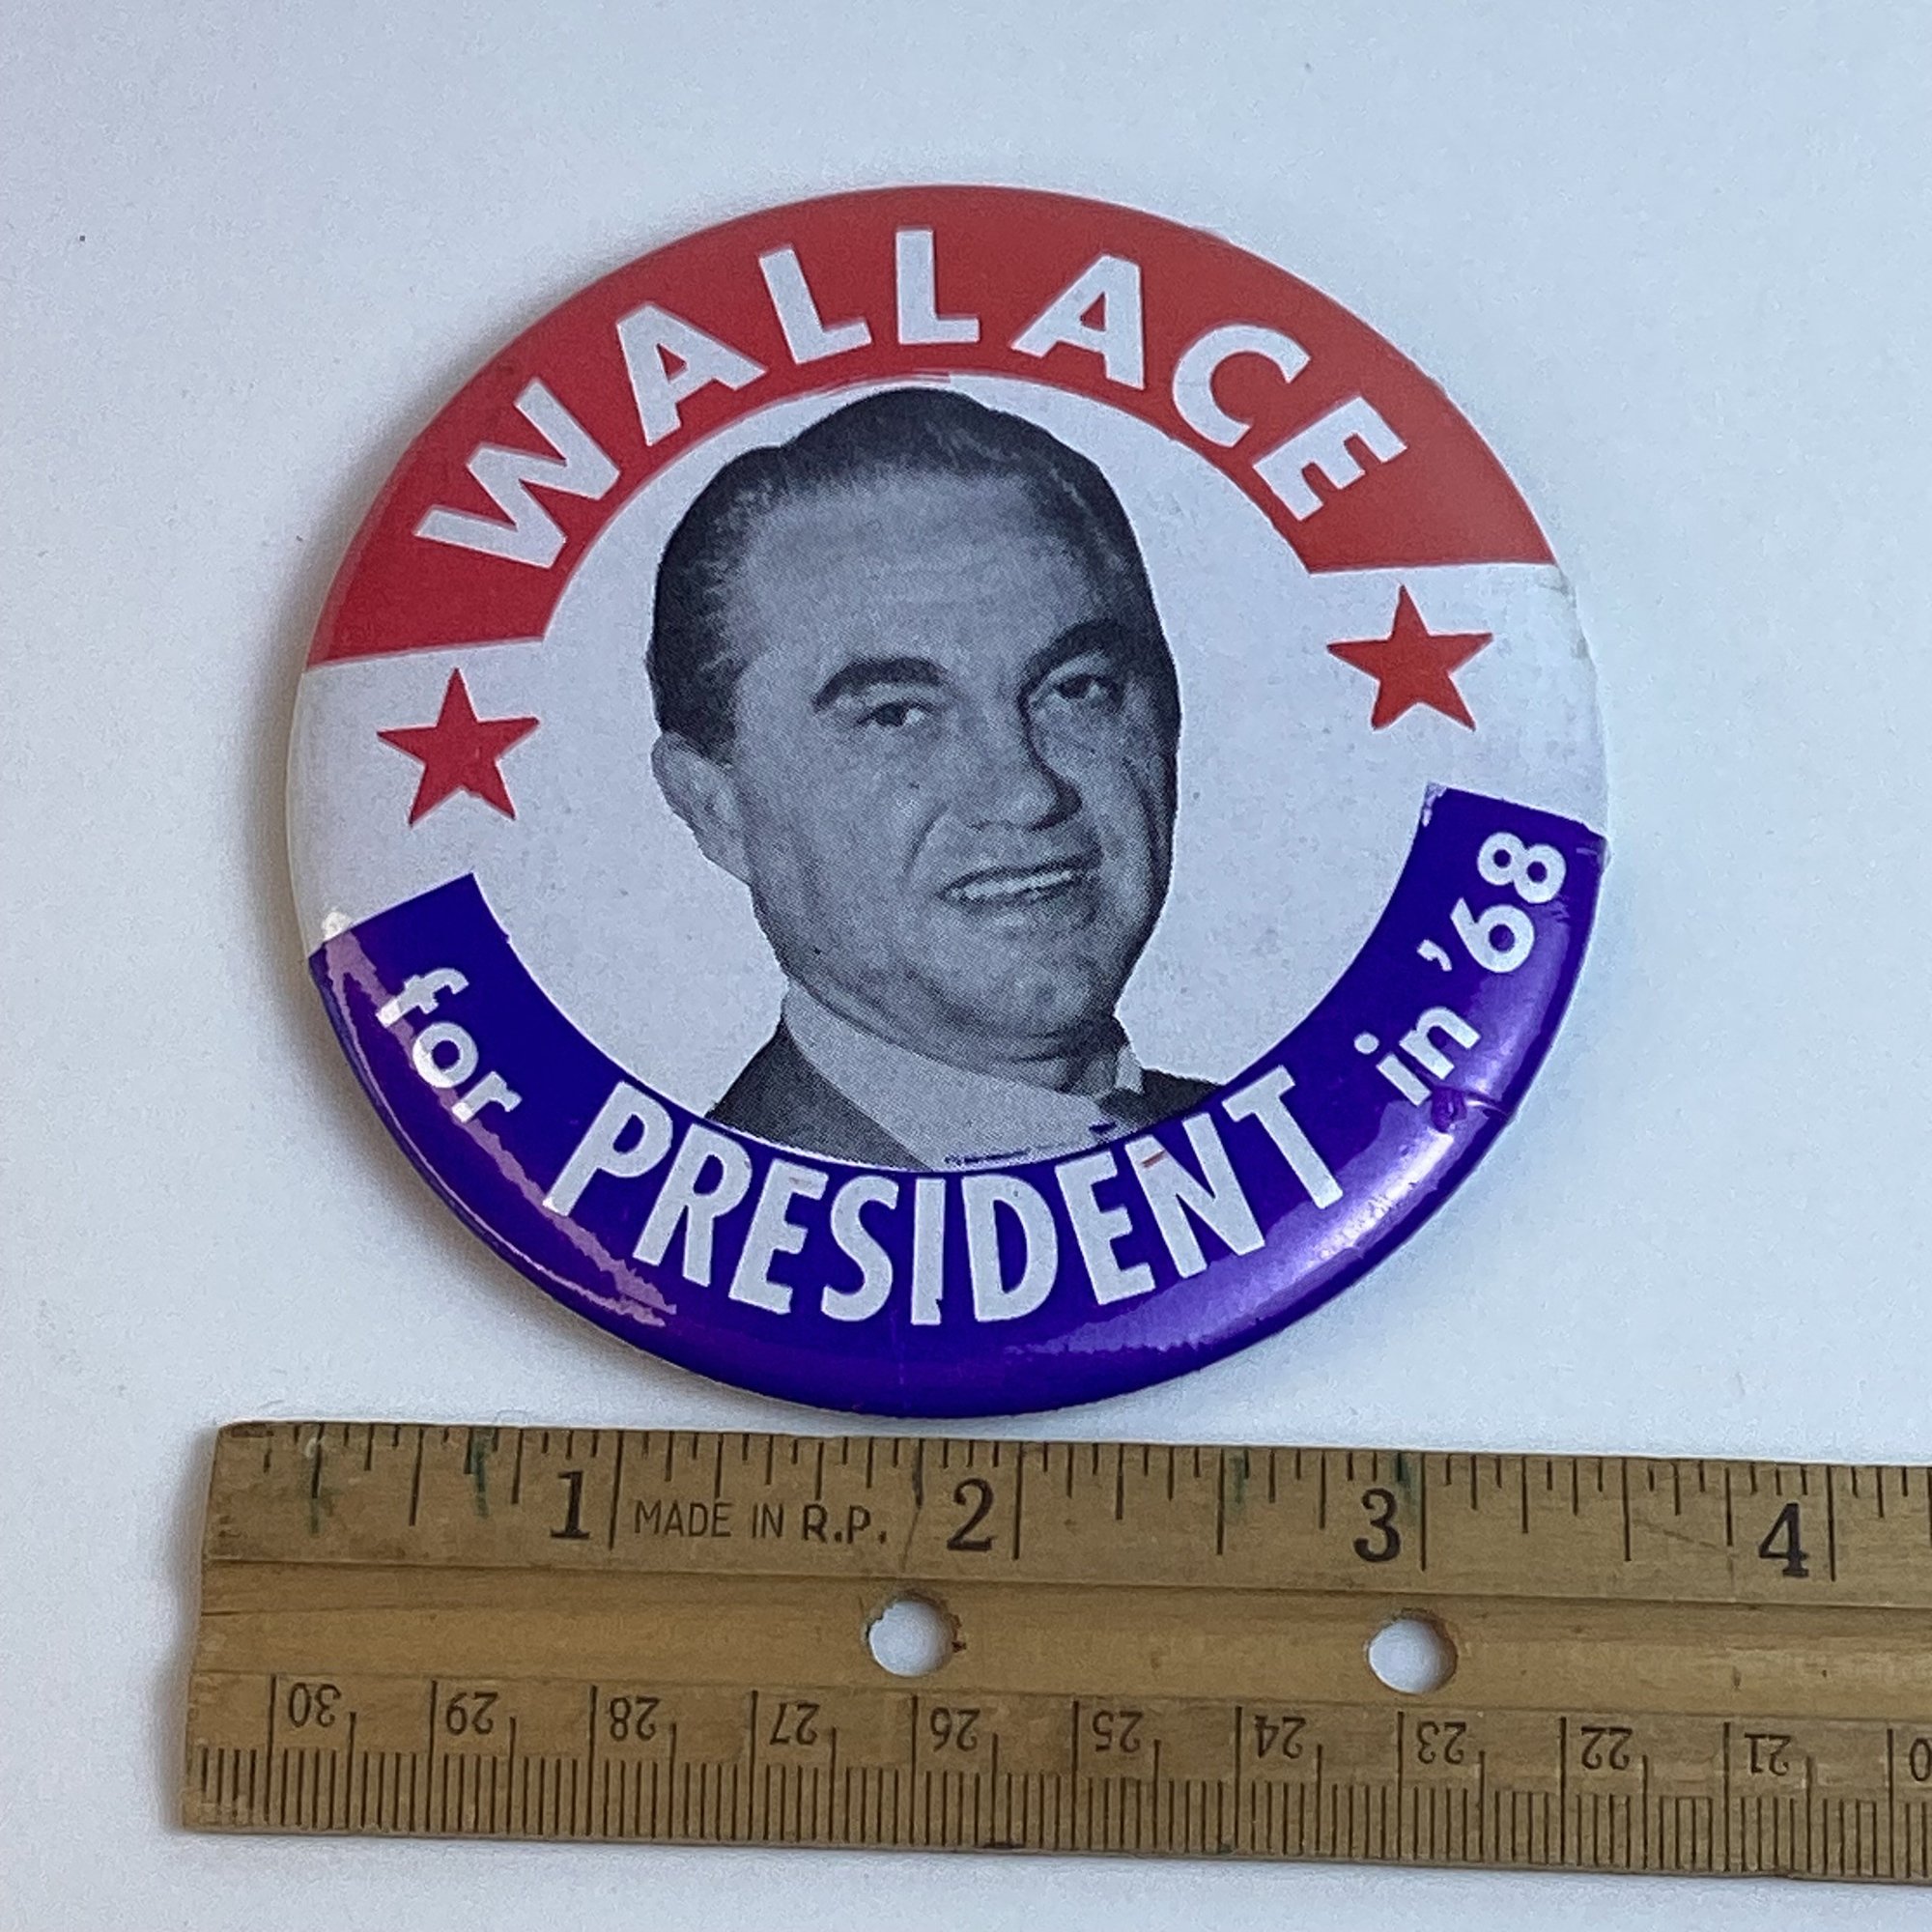 WALLACE
for PRESIDENT in '68
1 2 3 4
MADE IN R.P.
30 29 28 27 26 25 24 23 22 21